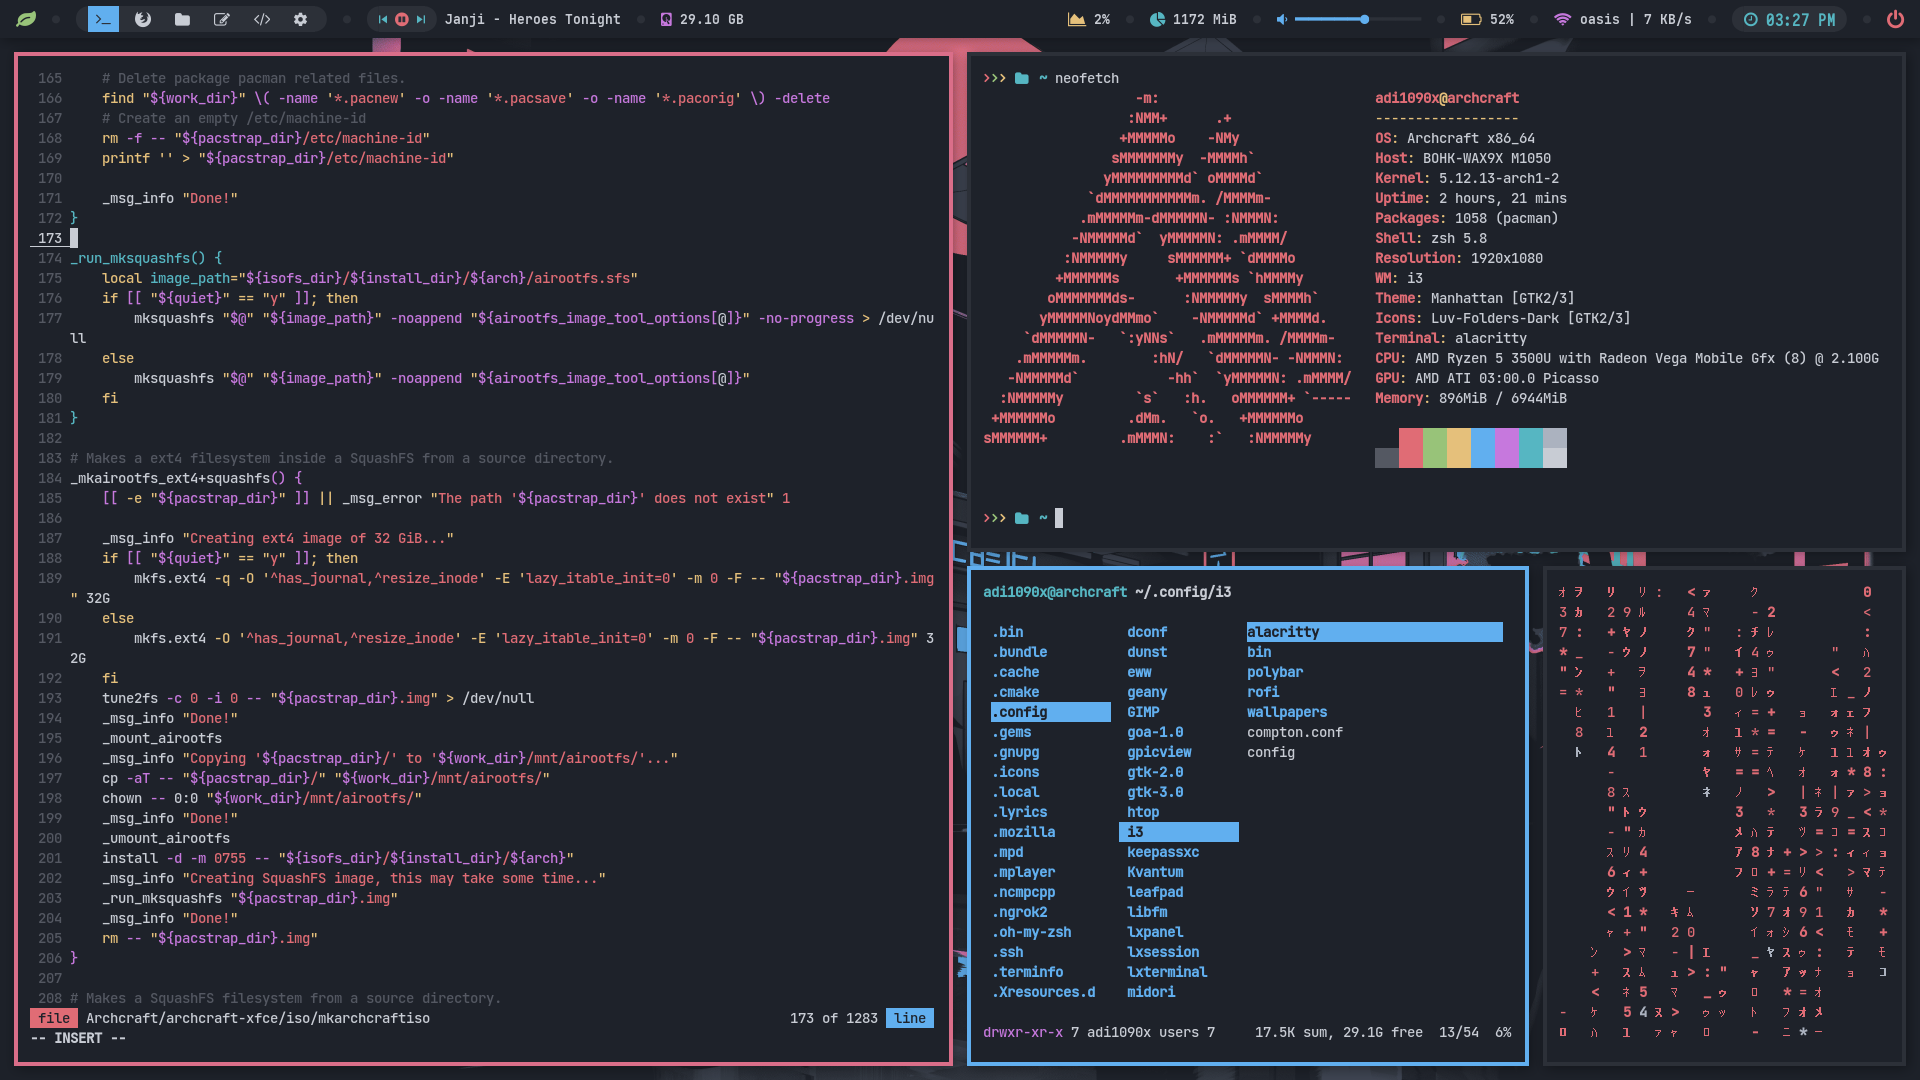 >_ </> Janji - Heroes Tonight 29.10 GB 2% 1172 MiB 52% oasis | 7 KB/s 03:27 PM
165     # Delete package pacman related files.
166     find "${work_dir}" \( -name '*.pacnew' -o -name '*.pacsave' -o -name '*.pacorig' \) -delete
167     # Create an empty /etc/machine-id
168     rm -f -- "${pacstrap_dir}/etc/machine-id"
169     printf '' > "${pacstrap_dir}/etc/machine-id"
170
171     _msg_info "Done!"
172 }
173
174 _run_mksquashfs() {
175     local image_path="${isofs_dir}/${install_dir}/${arch}/airootfs.sfs"
176     if [[ "${quiet}" == "y" ]]; then
177         mksquashfs "$@" "${image_path}" -noappend "${airootfs_image_tool_options[@]}" -no-progress > /dev/nu
ll
178     else
179         mksquashfs "$@" "${image_path}" -noappend "${airootfs_image_tool_options[@]}"
180     fi
181 }
182
183 # Makes a ext4 filesystem inside a SquashFS from a source directory.
184 _mkairootfs_ext4+squashfs() {
185     [[ -e "${pacstrap_dir}" ]] || _msg_error "The path '${pacstrap_dir}' does not exist" 1
186
187     _msg_info "Creating ext4 image of 32 GiB..."
188     if [[ "${quiet}" == "y" ]]; then
189         mkfs.ext4 -q -O '^has_journal,^resize_inode' -E 'lazy_itable_init=0' -m 0 -F -- "${pacstrap_dir}.img
" 32G
190     else
191         mkfs.ext4 -O '^has_journal,^resize_inode' -E 'lazy_itable_init=0' -m 0 -F -- "${pacstrap_dir}.img" 3
2G
192     fi
193     tune2fs -c 0 -i 0 -- "${pacstrap_dir}.img" > /dev/null
194     _msg_info "Done!"
195     _mount_airootfs
196     _msg_info "Copying '${pacstrap_dir}/' to '${work_dir}/mnt/airootfs/'..."
197     cp -aT -- "${pacstrap_dir}/" "${work_dir}/mnt/airootfs/"
198     chown -- 0:0 "${work_dir}/mnt/airootfs/"
199     _msg_info "Done!"
200     _umount_airootfs
201     install -d -m 0755 -- "${isofs_dir}/${install_dir}/${arch}"
202     _msg_info "Creating SquashFS image, this may take some time..."
203     _run_mksquashfs "${pacstrap_dir}.img"
204     _msg_info "Done!"
205     rm -- "${pacstrap_dir}.img"
206 }
207
208 # Makes a SquashFS filesystem from a source directory.
file Archcraft/archcraft-xfce/iso/mkarchcraftiso 173 of 1283 line
-- INSERT --
>>> ~ neofetch
adi1090x@archcraft
-----------------
OS: Archcraft x86_64
Host: BOHK-WAX9X M1050
Kernel: 5.12.13-arch1-2
Uptime: 2 hours, 21 mins
Packages: 1058 (pacman)
Shell: zsh 5.8
Resolution: 1920x1080
WM: i3
Theme: Manhattan [GTK2/3]
Icons: Luv-Folders-Dark [GTK2/3]
Terminal: alacritty
CPU: AMD Ryzen 5 3500U with Radeon Vega Mobile Gfx (8) @ 2.100G
GPU: AMD ATI 03:00.0 Picasso
Memory: 896MiB / 6944MiB
>>> ~
adi1090x@archcraft ~/.config/i3
.bin dconf alacritty
.bundle dunst bin
.cache eww polybar
.cmake geany rofi
.config GIMP wallpapers
.gems goa-1.0 compton.conf
.gnupg gpicview config
.icons gtk-2.0
.local gtk-3.0
.lyrics htop
.mozilla i3
.mpd keepassxc
.mplayer Kvantum
.ncmpcpp leafpad
.ngrok2 libfm
.oh-my-zsh lxpanel
.ssh lxsession
.terminfo lxterminal
.Xresources.d midori
drwxr-xr-x 7 adi1090x users 7 17.5K sum, 29.1G free 13/54 6%